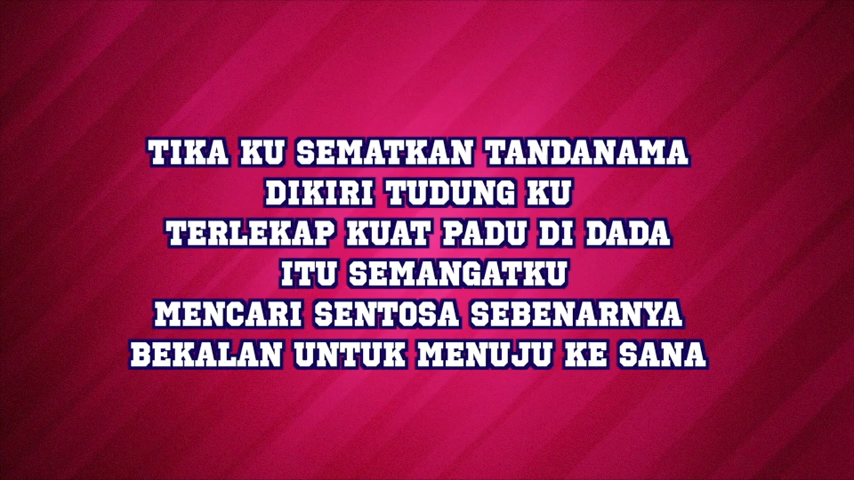 TIKA KU SEMATKAN TANDANAMA
DIKIRI TUDUNG KU
TERLEKAP KUAT PADU DI DADA
ITU SEMANGATKU
MENCARI SENTOSA SEBENARNYA
BEKALAN UNTUK MENUJU KE SANA